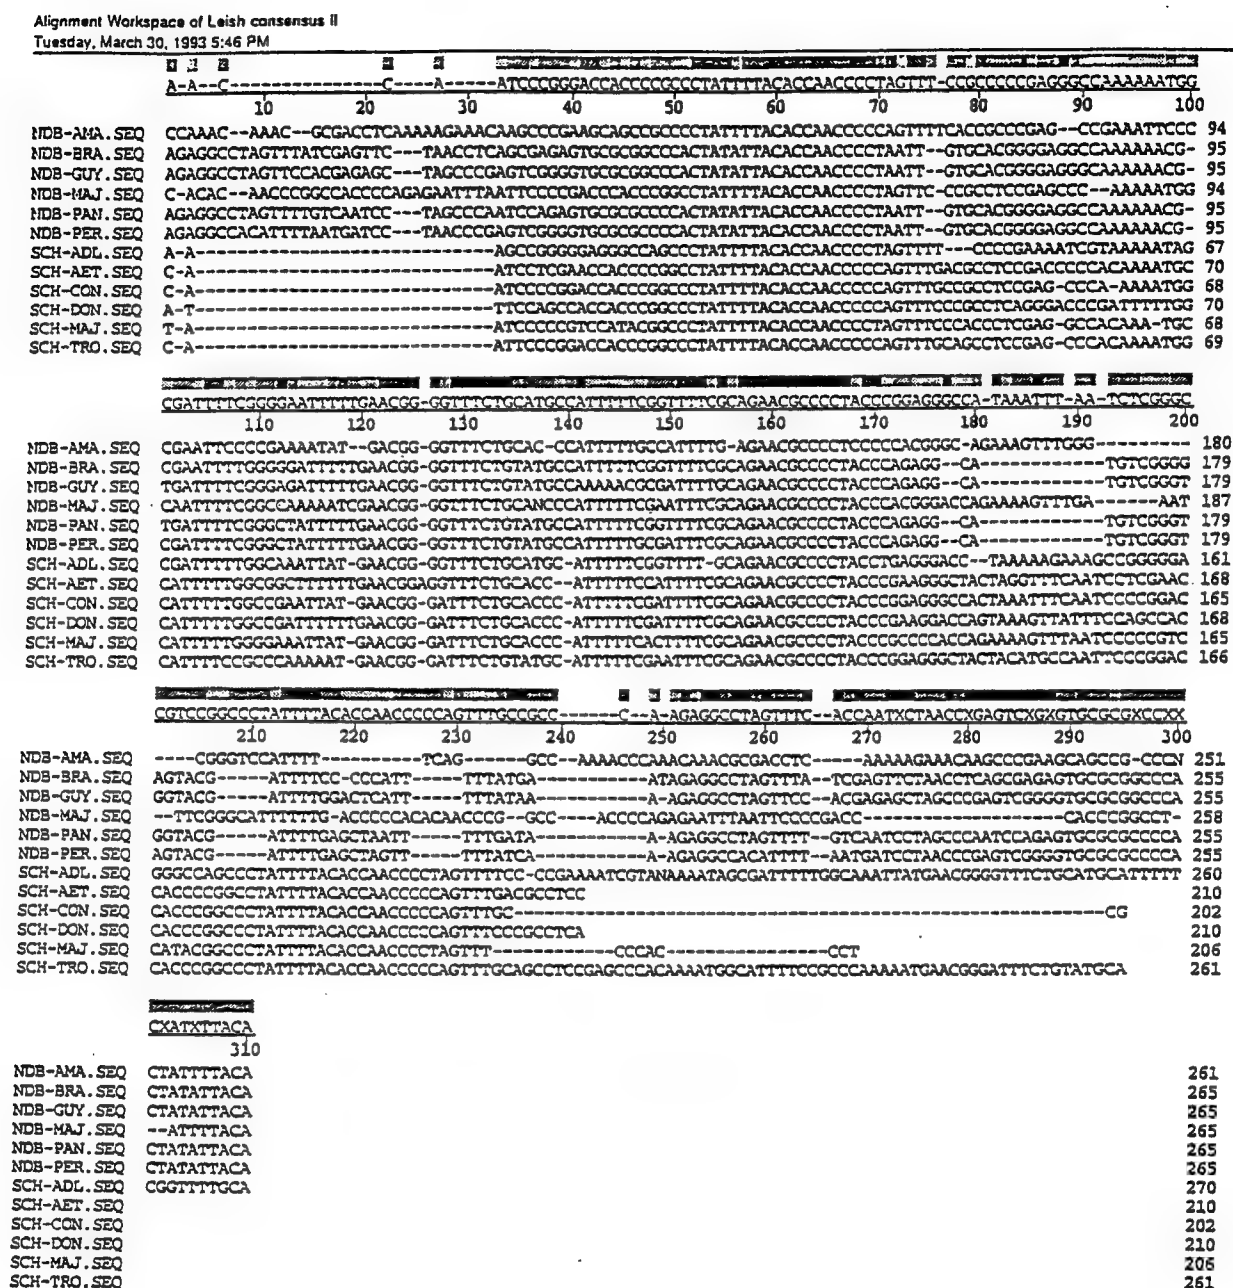 Alignment Workspace of Leish consensus II
Tuesday, March 30, 1993 5:46 PM
A-A--C---------------C----A-----ATCCCGGGACCACCCCCGCCCTATTTTACACCAACCCCTAGTTT-CCGCCCCCGAGGGCCAAAAAATGG
10 20 30 40 50 60 70 80 90 100
NDB-AMA.SEQ CCAAAC--AAAC--GCGACCTCAAAAAGAAACAAGCCCGAAGCAGCCGCCCCTATTTTACACCAACCCCCAGTTTTCACCGCCCGAG--CCGAAATTCCC 94
NDB-BRA.SEQ AGAGGCCTAGTTTATCGAGTTC---TAACCTCAGCGAGAGTGCGCGGCCCACTATATTACACCAACCCCTAATT--GTGCACGGGGAGGCCAAAAAACG- 95
NDB-GUY.SEQ AGAGGCCTAGTTCCACGAGAGC---TAGCCCGAGTCGGGGTGCGCGGCCCACTATATTACACCAACCCCTAATT--GTGCACGGGGAGGGCAAAAAACG- 95
NDB-MAJ.SEQ C-ACAC--AACCCGGCCACCCCAGAGAATTTAATTCCCCGACCCACCCGGCCCTATTTTACACCAACCCCTAGTTC-CCGCCTCCGAGCCC--AAAAATGG 94
NDB-PAN.SEQ AGAGGCCTAGTTTTGTCAATCC---TAGCCCAATCCAGAGTGCGCGCCCCACTATATTACACCAACCCCTAATT--GTGCACGGGGAGGCCAAAAAACG- 95
NDB-PER.SEQ AGAGGCCACATTTTAATGATCC---TAACCCGAGTCGGGGTGCGCGCCCCACTATATTACACCAACCCCTAATT--GTGCACGGGGAGGCCAAAAAACG- 95
SCH-ADL.SEQ A-A-----------------------------AGCCGGGGGAGGGCCAGCCCTATTTTACACCAACCCCTAGTTTT---CCCCGAAAATCGTAAAAATAG 67
SCH-AET.SEQ C-A-----------------------------ATCCTCGAACCACCCCGGCCTATTTTACACCAACCCCCAGTTTGACGCCTCCGACCCCCACAAAATGC 70
SCH-CON.SEQ C-A-----------------------------ATCCCCGGACCACCCGGCCCTATTTTACACCAACCCCCAGTTTGCCGCCTCCGAG-CCCA-AAAATGG 68
SCH-DON.SEQ A-T-----------------------------TTCCAGCCACCACCCGGCCCTATTTTACACCAACCCCCAGTTTCCCGCCTCAGGGACCCGATTTTTGG 70
SCH-MAJ.SEQ T-A-----------------------------ATCCCCCGTCCATACGGCCCTATTTTACACCAACCCCTAGTTTCCCACCCTCGAG-GCCACAAA-TGC 68
SCH-TRO.SEQ C-A-----------------------------ATTCCCGGACCACCCGGCCCTATTTTACACCAACCCCCAGTTTGCAGCCTCCGAG-CCCACAAAATGG 69
CGATTTTCGGGGAATTTTTGAACGG-GGTTTCTGCATGCCATTTTTCGGTTTTCGCAGAACGCCCCTACCCGGAGGGCCA-TAAATTT-AA-TCTCGGGC
110 120 130 140 150 160 170 180 190 200
NDB-AMA.SEQ CGAATTCCCCGAAAATAT--GACGG-GGTTTCTGCAC-CCATTTTTGCCATTTTG-AGAACGCCCCTCCCCCACGGGC-AGAAAGTTTGGG--------- 180
NDB-BRA.SEQ CGAATTTTGGGGGATTTTTGAACGG-GGTTTCTGTATGCCATTTTTCGGTTTTCGCAGAACGCCCCTACCCAGAGG--CA------------TGTCGGGG 179
NDB-GUY.SEQ TGATTTTCGGGAGATTTTTGAACGG-GGTTTCTGTATGCCAAAAACGCGATTTTGCAGAACGCCCCTACCCAGAGG--CA------------TGTCGGGT 179
NDB-MAJ.SEQ CAATTTTCGGCCAAAAATCGAACGG-GGTTTCTGCANCCCATTTTTCGAATTTCGCAGAACGCCCCTACCCACGGGACCAGAAAAGTTTGA------AAT 187
NDB-PAN.SEQ TGATTTTCGGGCTATTTTTGAACGG-GGTTTCTGTATGCCATTTTTCGGTTTTCGCAGAACGCCCCTACCCAGAGG--CA------------TGTCGGGT 179
NDB-PER.SEQ CGATTTTCGGGCTATTTTTGAACGG-GGTTTCTGTATGCCATTTTTGCGATTTCGCAGAACGCCCCTACCCAGAGG--CA------------TGTCGGGT 179
SCH-ADL.SEQ CGATTTTTGGCAAATTAT-GAACGG-GGTTTCTGCATGC-ATTTTTCGGTTTT-GCAGAACGCCCCTACCTGAGGGACC-TAAAAAGAAAGCCGGGGGGA 161
SCH-AET.SEQ CATTTTTGGCGGCTTTTTTGAACGGAGGTTTCTGCACC-ATTTTTCCATTTTCGCAGAACGCCCCTACCCGAAGGGCTACTAGGTTTCAATCCTCGAAC 168
SCH-CON.SEQ CATTTTTGGCCGAATTAT-GAACGG-GATTTCTGCACCC-ATTTTTCGATTTTCGCAGAACGCCCCTACCCGGAGGGCCACTAAATTTCAATCCCCGGAC 165
SCH-DON.SEQ CATTTTTGGCCGATTTTTTGAACGG-GATTTCTGCACCC-ATTTTTCGATTTTCGCAGAACGCCCCTACCCGAAGGACCAGTAAAGTTATTTCCAGCCAC 168
SCH-MAJ.SEQ CATTTTTGGGGAAATTAT-GAACGG-GATTTCTGCACCC-ATTTTTCACTTTTCGCAGAACGCCCCTACCCGCCCCACCAGAAAAGTTTAATCCCCCGTC 165
SCH-TRO.SEQ CATTTTCCGCCCAAAAAT-GAACGG-GATTTCTGTATGC-ATTTTTCGAATTTCGCAGAACGCCCCTACCCGGAGGGCTACTACATGCCAATTCCCGGAC 166
CGTCCGGCCCTATTTTACACCAACCCCCAGTTTGCCGCC------C--A-AGAGGCCTAGTTTC--ACCAATXCTAACCXGAGTCXGXGTGCGCGXCCXX
210 220 230 240 250 260 270 280 290 300
NDB-AMA.SEQ ----CGGGTCCATTTT-------TCAG------GCC--AAAACCCAAACAAACGCGACCTC-----AAAAAGAAACAAGCCCGAAGCAGCCG-CCCN 251
NDB-BRA.SEQ AGTACG-----ATTTTCC-CCCATT-----TTTATGA-----------ATAGAGGCCTAGTTTA--TCGAGTTCTAACCTCAGCGAGAGTGCGCGGCCCA 255
NDB-GUY.SEQ GGTACG-----ATTTTGGACTCATT-----TTTATAA-----------A-AGAGGCCTAGTTCC--ACGAGAGCTAGCCCGAGTCGGGGTGCGCGGCCCA 255
NDB-MAJ.SEQ --TTCGGGCATTTTTTG-ACCCCCACACAACCCG--GCC----ACCCCAGAGAATTTAATTCCCCGACC--------------------CACCCGGCCT- 258
NDB-PAN.SEQ GGTACG-----ATTTTGAGCTAATT-----TTTGATA-----------A-AGAGGCCTAGTTTT--GTCAATCCTAGCCCAATCCAGAGTGCGCGCCCCA 255
NDB-PER.SEQ AGTACG-----ATTTTGAGCTAGTT-----TTTATCA-----------A-AGAGGCCACATTTT--AATGATCCTAACCCGAGTCGGGGTGCGCGCCCCA 255
SCH-ADL.SEQ GGGCCAGCCCTATTTTACACCAACCCCTAGTTTTCC-CCGAAAATCGTANAAAATAGCGATTTTTGGCAAATTATGAACGGGGTTTCTGCATGCATTTTT 260
SCH-AET.SEQ CACCCCGGCCTATTTTACACCAACCCCCAGTTTGACGCCTCC 210
SCH-CON.SEQ CACCCGGCCCTATTTTACACCAACCCCCAGTTTGC----------------------------------------------------------CG 202
SCH-DON.SEQ CACCCGGCCCTATTTTACACCAACCCCCAGTTTCCCGCCTCA 210
SCH-MAJ.SEQ CATACGGCCCTATTTTACACCAACCCCTAGTTT------------CCCAC---------------CCT 206
SCH-TRO.SEQ CACCCGGCCCTATTTTACACCAACCCCCAGTTTGCAGCCTCCGAGCCCACAAAATGGCATTTTCCGCCCAAAAATGAACGGGATTTCTGTATGCA 261
CXATXTTACA
310
NDB-AMA.SEQ CTATTTTACA 261
NDB-BRA.SEQ CTATATTACA 265
NDB-GUY.SEQ CTATATTACA 265
NDB-MAJ.SEQ --ATTTTACA 265
NDB-PAN.SEQ CTATATTACA 265
NDB-PER.SEQ CTATATTACA 265
SCH-ADL.SEQ CGGTTTTGCA 270
SCH-AET.SEQ 210
SCH-CON.SEQ 202
SCH-DON.SEQ 210
SCH-MAJ.SEQ 206
SCH-TRO.SEQ 261